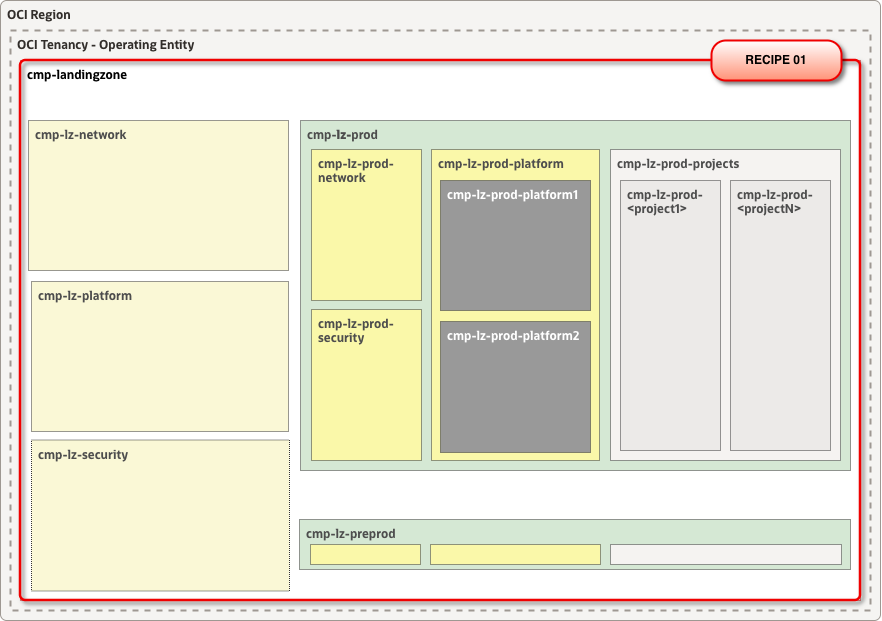 OCI Region
OCI Tenancy - Operating Entity
RECIPE 01
cmp-landingzone
cmp-lz-network
cmp-lz-platform
cmp-lz-security
cmp-lz-prod
cmp-lz-prod-
network
cmp-lz-prod-
security
cmp-lz-prod-platform
cmp-lz-prod-platform1
cmp-lz-prod-platform2
cmp-lz-prod-projects
cmp-lz-prod-
<project1>
cmp-lz-prod-
<projectN>
cmp-lz-preprod